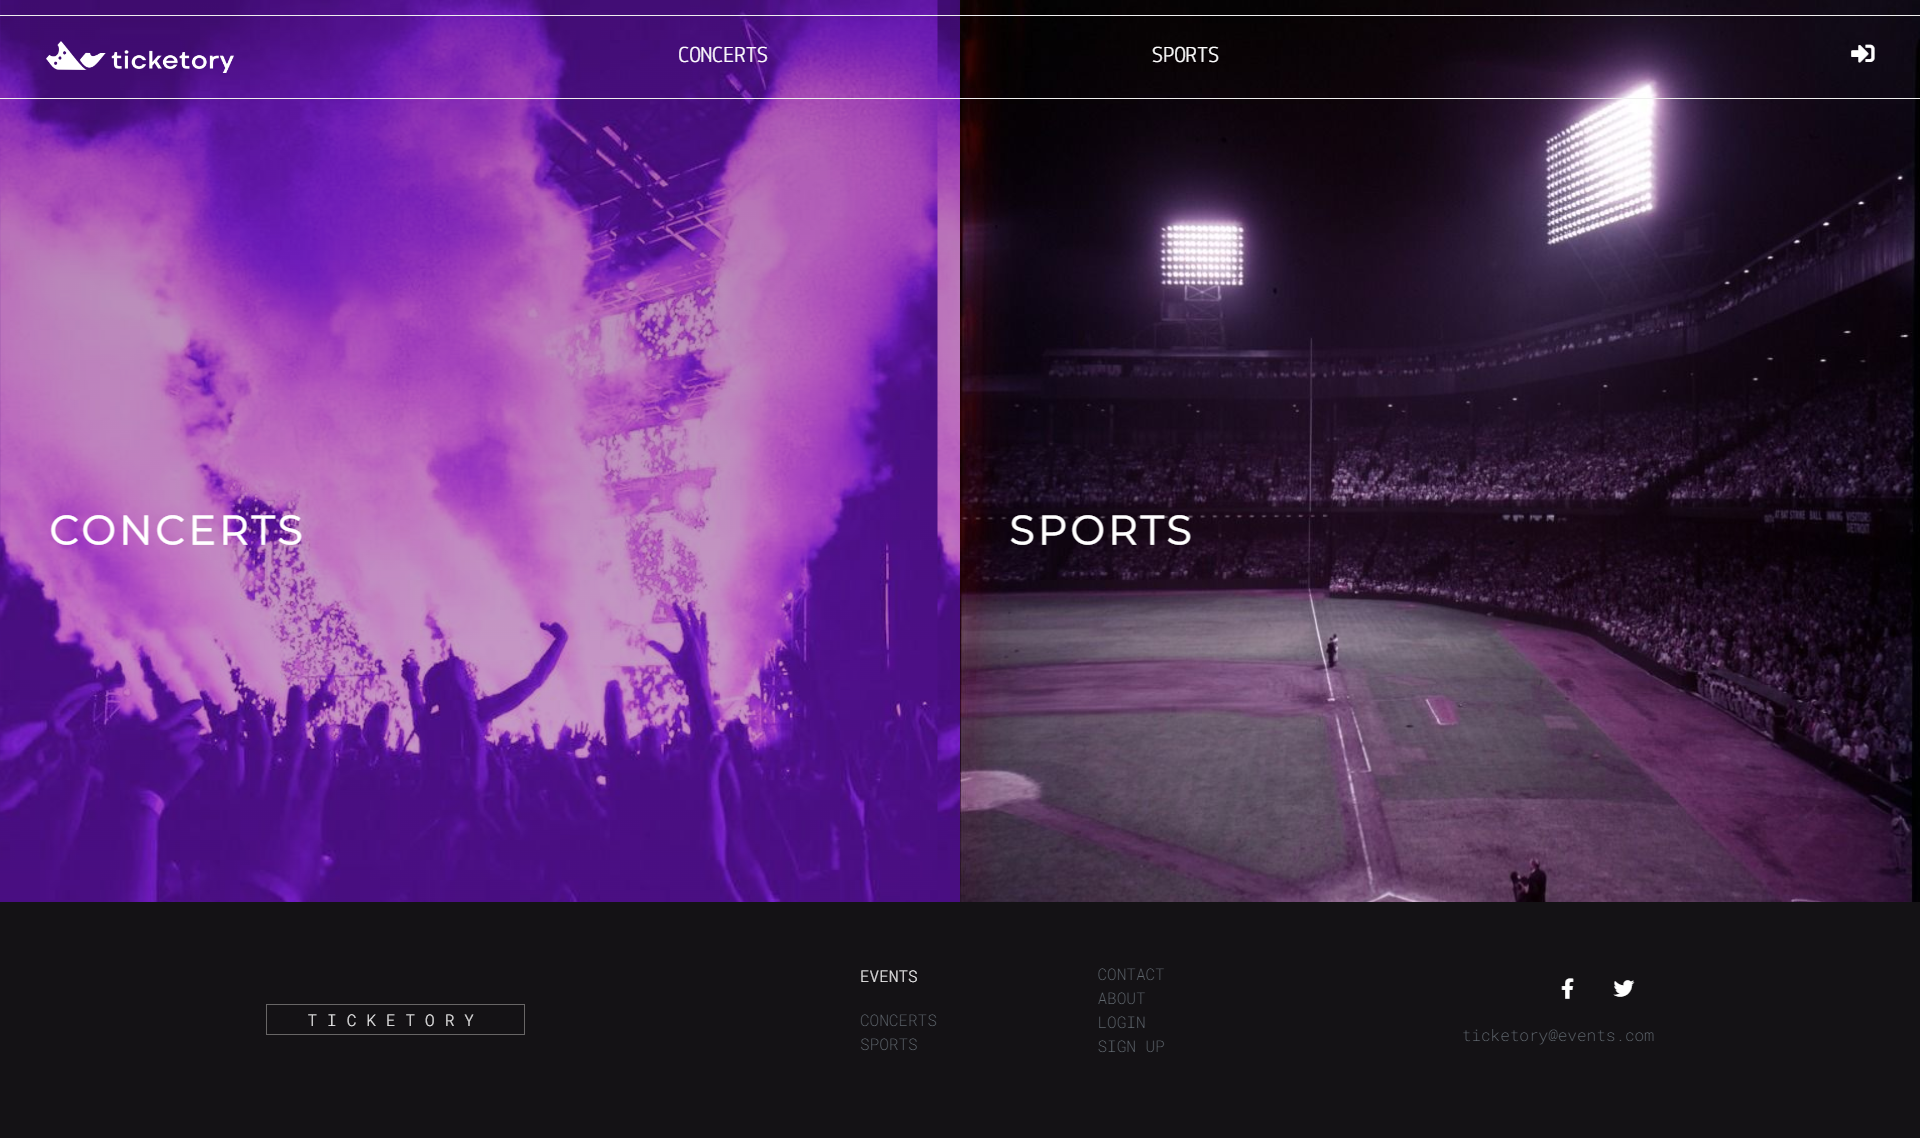 ticketory
CONCERTS
SPORTS
CONCERTS
SPORTS
TICKETORY
EVENTS
CONCERTS
SPORTS
CONTACT
ABOUT
LOGIN
SIGN UP
ticketory@events.com